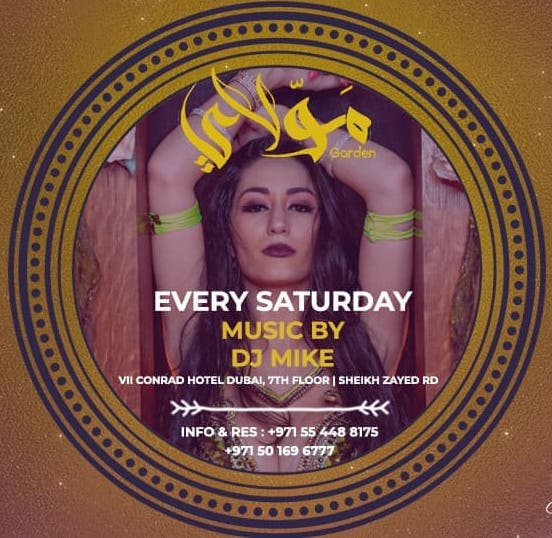 مَوّالي
Garden
EVERY SATURDAY
MUSIC BY
DJ MIKE
VII CONRAD HOTEL DUBAI, 7TH FLOOR | SHEIKH ZAYED RD
INFO & RES : +971 55 448 8175
+971 50 169 6777